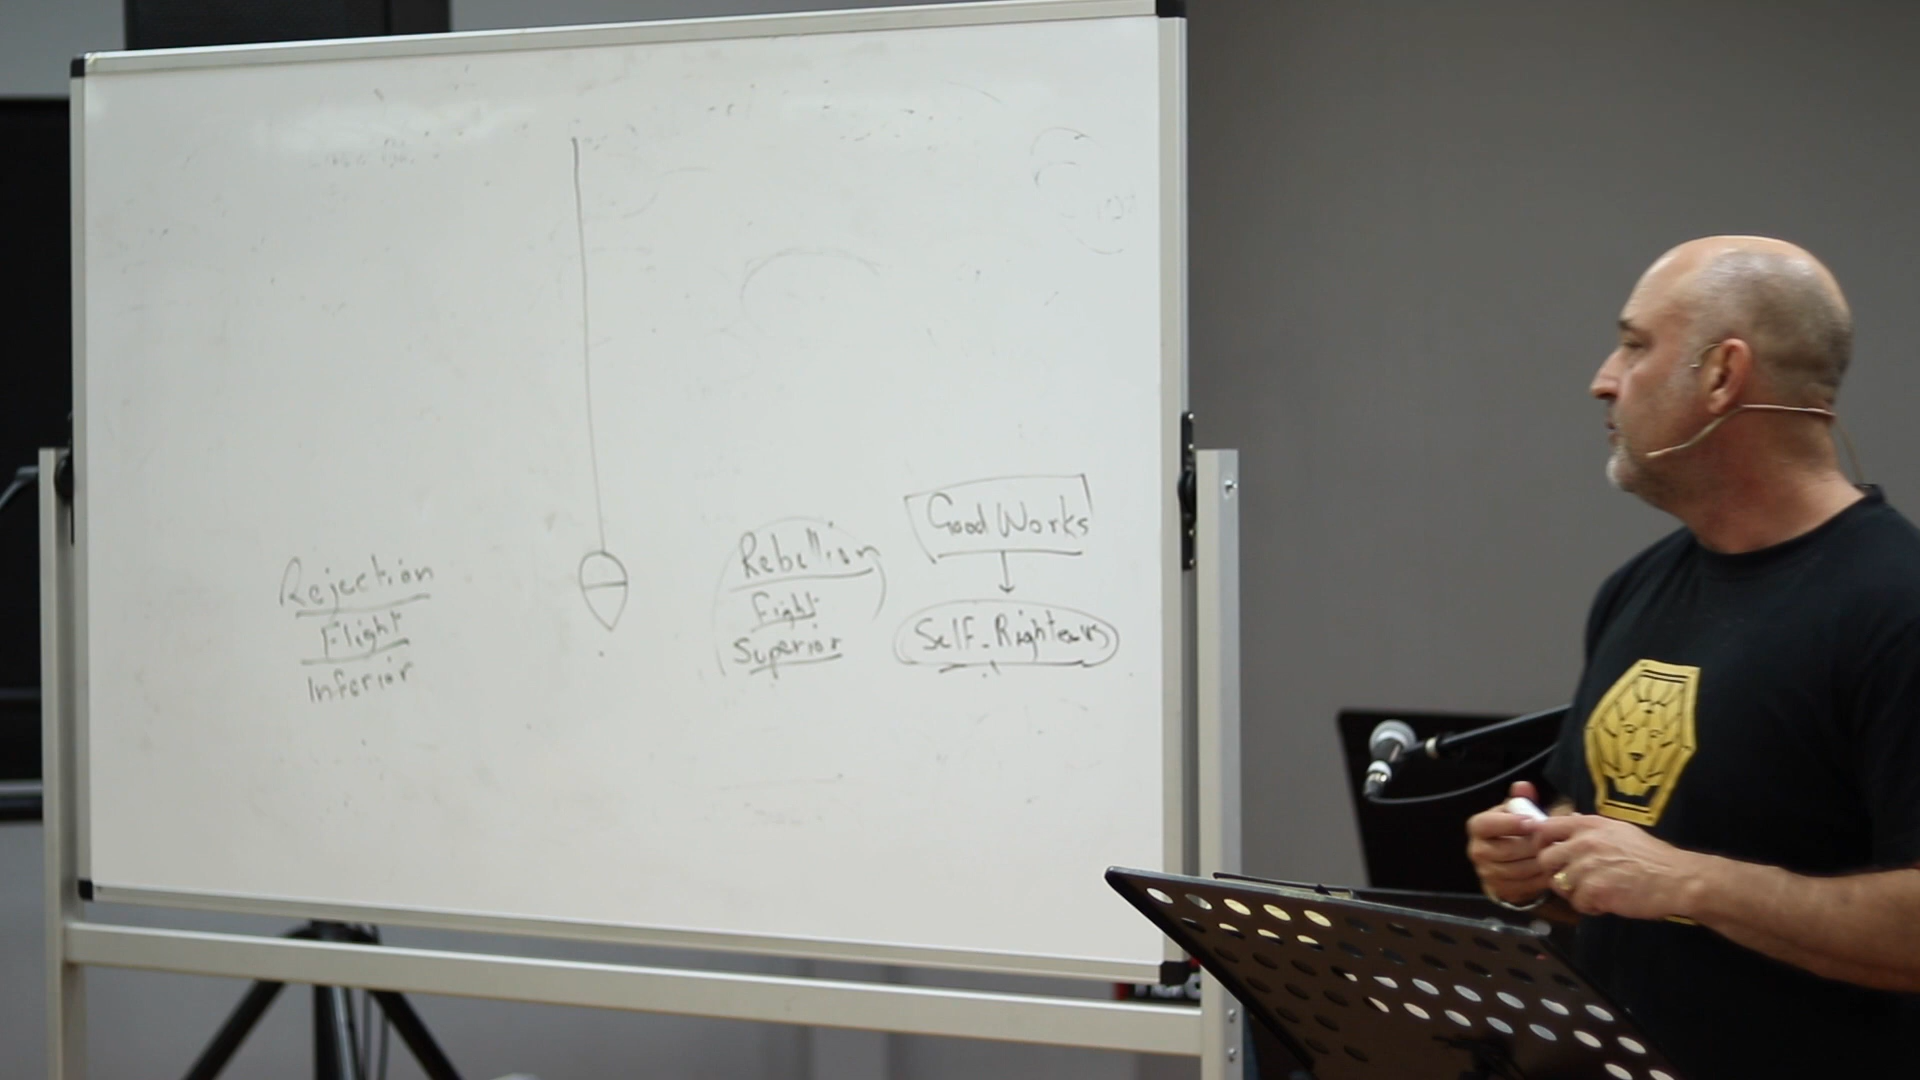 Rejection
Flight
Inferior
Rebellion
Fight
Superior
Good Works
Self-Righteous